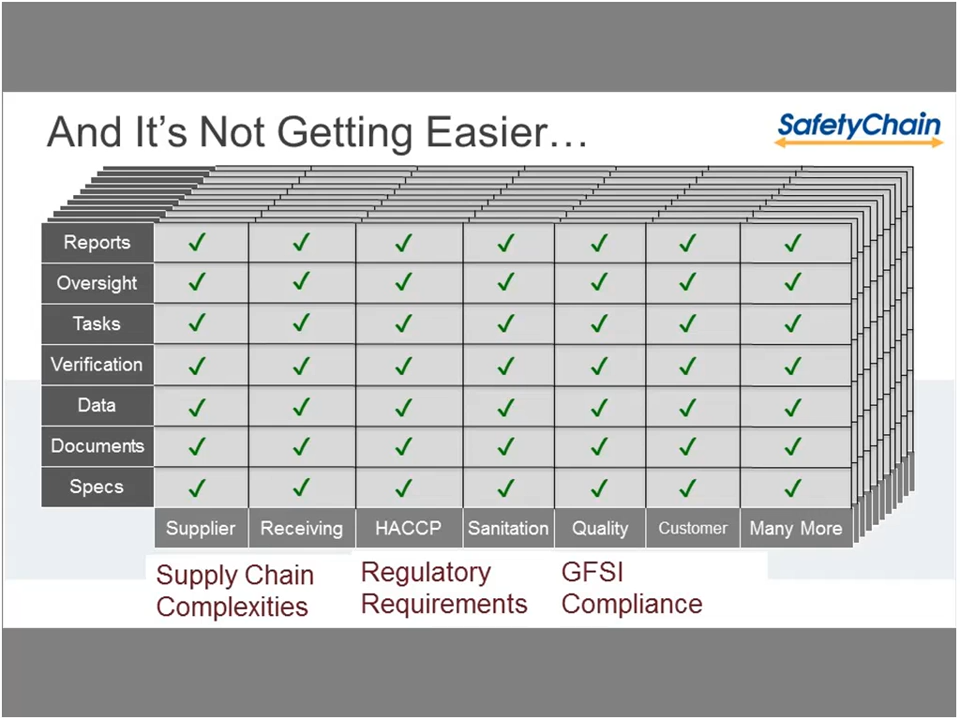 And It's Not Getting Easier...
SafetyChain
Reports ✓ ✓ ✓ ✓ ✓ ✓ ✓
Oversight ✓ ✓ ✓ ✓ ✓ ✓ ✓
Tasks ✓ ✓ ✓ ✓ ✓ ✓ ✓
Verification ✓ ✓ ✓ ✓ ✓ ✓ ✓
Data ✓ ✓ ✓ ✓ ✓ ✓ ✓
Documents ✓ ✓ ✓ ✓ ✓ ✓ ✓
Specs ✓ ✓ ✓ ✓ ✓ ✓ ✓
Supplier Receiving HACCP Sanitation Quality Customer Many More
Supply Chain
Complexities
Regulatory
Requirements
GFSI
Compliance